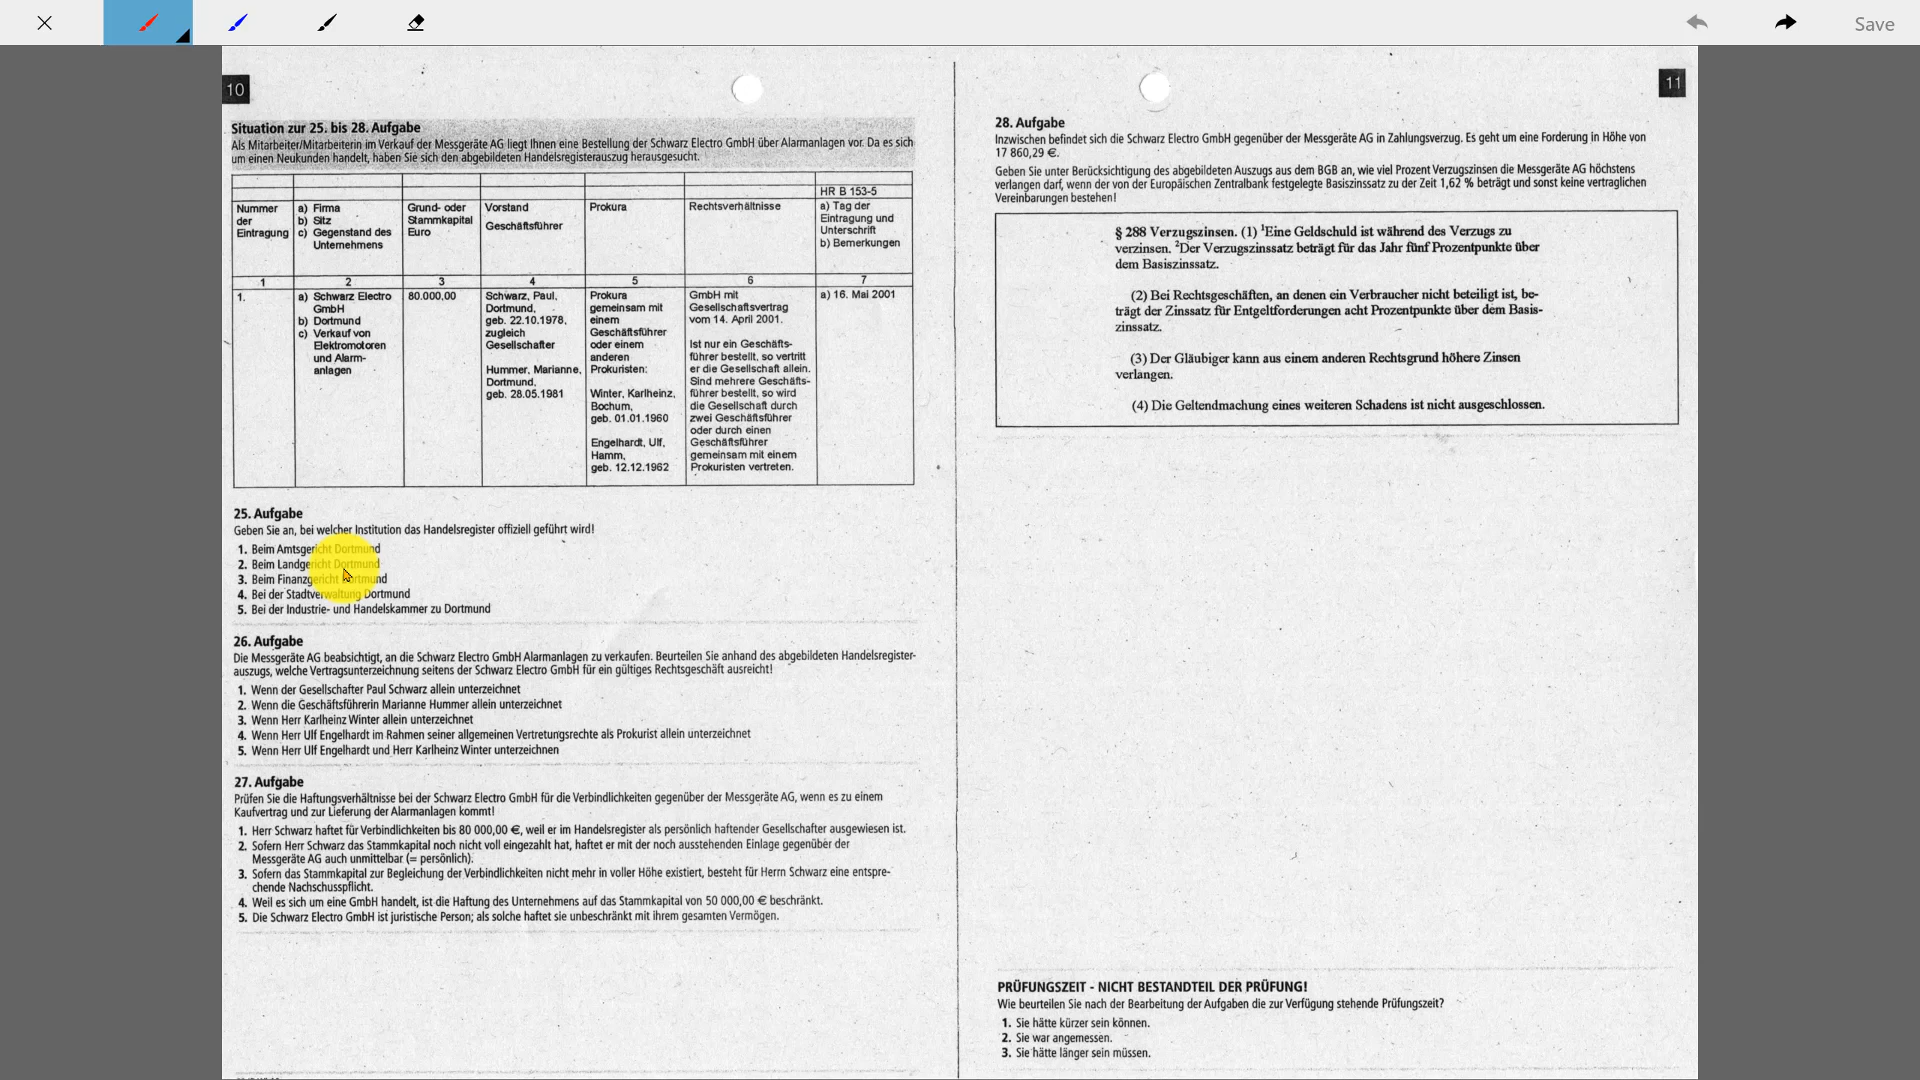 Save
10
Situation zur 25. bis 28. Aufgabe
Als Mitarbeiter/Mitarbeiterin im Verkauf der Messgeräte AG liegt Ihnen eine Bestellung der Schwarz Electro GmbH über Alarmanlagen vor. Da es sich
um einen Neukunden handelt, haben Sie sich den abgebildeten Handelsregisterauszug herausgesucht.
HR B 153-5
Nummer
der
Eintragung
a) Firma
b) Sitz
c) Gegenstand des
Unternehmens
Grund- oder
Stammkapital
Euro
Vorstand
Geschäftsführer
Prokura
Rechtsverhältnisse
a) Tag der
Eintragung und
Unterschrift
b) Bemerkungen
1
2
3
4
5
6
7
1.
a) Schwarz Electro
GmbH
b) Dortmund
c) Verkauf von
Elektromotoren
und Alarm-
anlagen
80.000,00
Schwarz, Paul,
Dortmund,
geb. 22.10.1978,
zugleich
Gesellschafter
Hummer, Marianne,
Dortmund,
geb. 28.05.1981
Prokura
gemeinsam mit
einem
Geschäftsführer
oder einem
anderen
Prokuristen:
Winter, Karlheinz,
Bochum,
geb. 01.01.1960
Engelhardt, Ulf,
Hamm,
geb. 12.12.1962
GmbH mit
Gesellschaftsvertrag
vom 14. April 2001.
Ist nur ein Geschäfts-
führer bestellt, so vertritt
er die Gesellschaft allein.
Sind mehrere Geschäfts-
führer bestellt, so wird
die Gesellschaft durch
zwei Geschäftsführer
oder durch einen
Geschäftsführer
gemeinsam mit einem
Prokuristen vertreten.
a) 16. Mai 2001
25. Aufgabe
Geben Sie an, bei welcher Institution das Handelsregister offiziell geführt wird!
1. Beim Amtsgericht Dortmund
2. Beim Landgericht Dortmund
3. Beim Finanzgericht Dortmund
4. Bei der Stadtverwaltung Dortmund
5. Bei der Industrie- und Handelskammer zu Dortmund
26. Aufgabe
Die Messgeräte AG beabsichtigt, an die Schwarz Electro GmbH Alarmanlagen zu verkaufen. Beurteilen Sie anhand des abgebildeten Handelsregister-
auszugs, welche Vertragsunterzeichnung seitens der Schwarz Electro GmbH für ein gültiges Rechtsgeschäft ausreicht!
1. Wenn der Gesellschafter Paul Schwarz allein unterzeichnet
2. Wenn die Geschäftsführerin Marianne Hummer allein unterzeichnet
3. Wenn Herr Karlheinz Winter allein unterzeichnet
4. Wenn Herr Ulf Engelhardt im Rahmen seiner allgemeinen Vertretungsrechte als Prokurist allein unterzeichnet
5. Wenn Herr Ulf Engelhardt und Herr Karlheinz Winter unterzeichnen
27. Aufgabe
Prüfen Sie die Haftungsverhältnisse bei der Schwarz Electro GmbH für die Verbindlichkeiten gegenüber der Messgeräte AG, wenn es zu einem
Kaufvertrag und zur Lieferung der Alarmanlagen kommt!
1. Herr Schwarz haftet für Verbindlichkeiten bis 80 000,00 €, weil er im Handelsregister als persönlich haftender Gesellschafter ausgewiesen ist.
2. Sofern Herr Schwarz das Stammkapital noch nicht voll eingezahlt hat, haftet er mit der noch ausstehenden Einlage gegenüber der
Messgeräte AG auch unmittelbar (= persönlich).
3. Sofern das Stammkapital zur Begleichung der Verbindlichkeiten nicht mehr in voller Höhe existiert, besteht für Herrn Schwarz eine entspre-
chende Nachschusspflicht.
4. Weil es sich um eine GmbH handelt, ist die Haftung des Unternehmens auf das Stammkapital von 50 000,00 € beschränkt.
5. Die Schwarz Electro GmbH ist juristische Person; als solche haftet sie unbeschränkt mit ihrem gesamten Vermögen.
11
28. Aufgabe
Inzwischen befindet sich die Schwarz Electro GmbH gegenüber der Messgeräte AG in Zahlungsverzug. Es geht um eine Forderung in Höhe von
17 860,29 €.
Geben Sie unter Berücksichtigung des abgebildeten Auszugs aus dem BGB an, wie viel Prozent Verzugszinsen die Messgeräte AG höchstens
verlangen darf, wenn der von der Europäischen Zentralbank festgelegte Basiszinssatz zu der Zeit 1,62 % beträgt und sonst keine vertraglichen
Vereinbarungen bestehen!
§ 288 Verzugszinsen. (1) ¹Eine Geldschuld ist während des Verzugs zu
verzinsen. ²Der Verzugszinssatz beträgt für das Jahr fünf Prozentpunkte über
dem Basiszinssatz.
(2) Bei Rechtsgeschäften, an denen ein Verbraucher nicht beteiligt ist, be-
trägt der Zinssatz für Entgeltforderungen acht Prozentpunkte über dem Basis-
zinssatz.
(3) Der Gläubiger kann aus einem anderen Rechtsgrund höhere Zinsen
verlangen.
(4) Die Geltendmachung eines weiteren Schadens ist nicht ausgeschlossen.
PRÜFUNGSZEIT - NICHT BESTANDTEIL DER PRÜFUNG!
Wie beurteilen Sie nach der Bearbeitung der Aufgaben die zur Verfügung stehende Prüfungszeit?
1. Sie hätte kürzer sein können.
2. Sie war angemessen.
3. Sie hätte länger sein müssen.